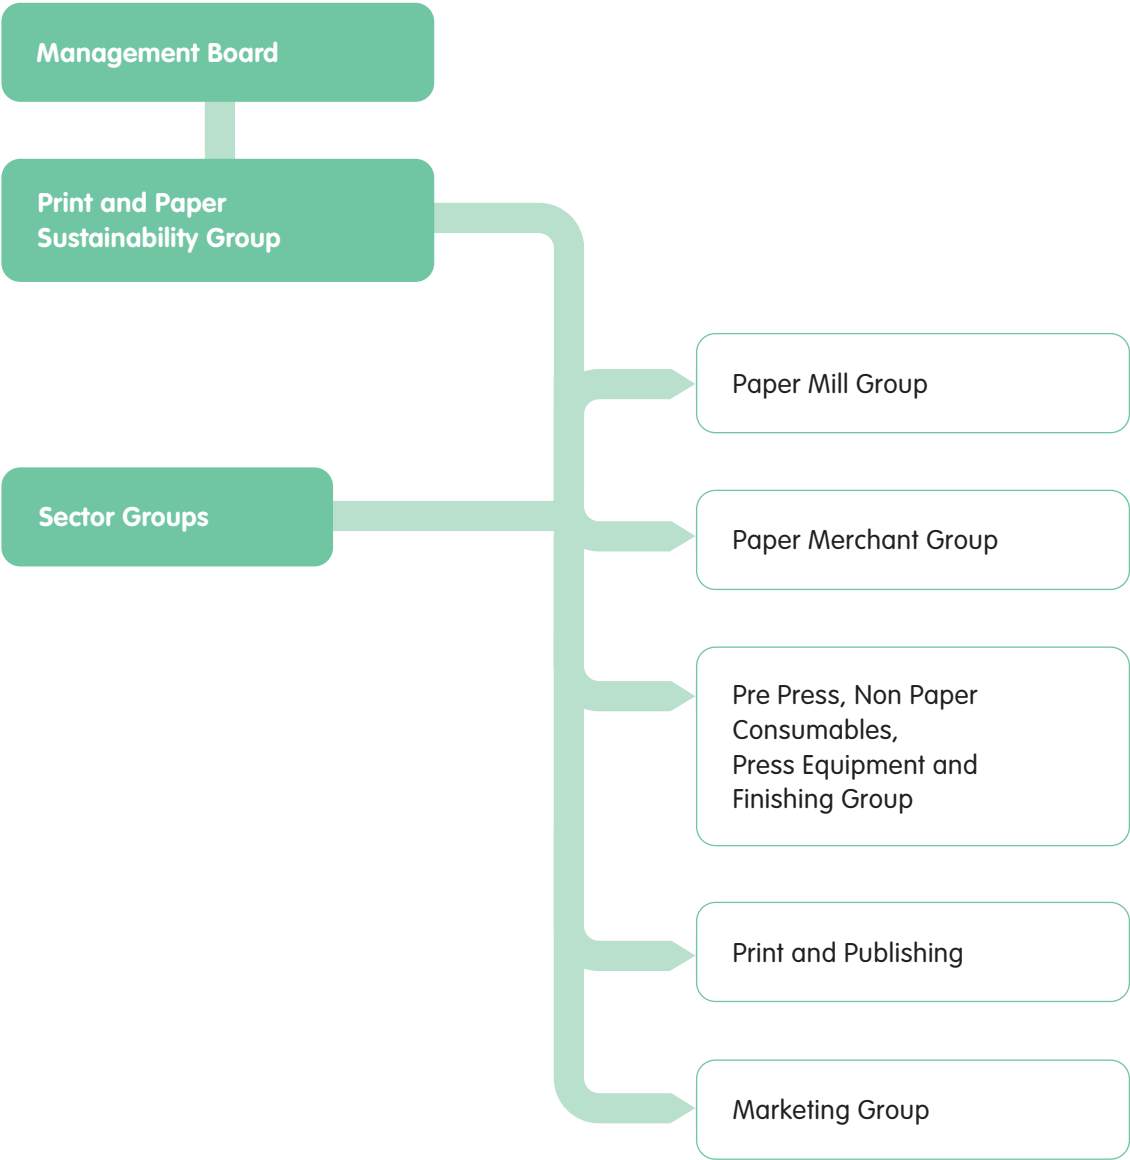 Management Board
Print and Paper
Sustainability Group
Paper Mill Group
Sector Groups
Paper Merchant Group
Pre Press, Non Paper
Consumables,
Press Equipment and
Finishing Group
Print and Publishing
Marketing Group